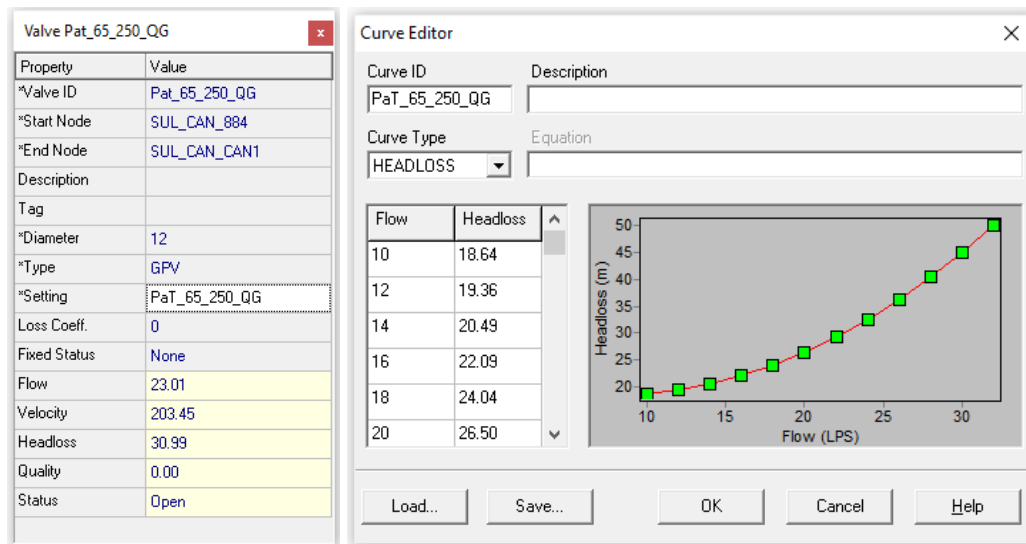 Valve Pat_65_250_QG
x
Property Value
*Valve ID Pat_65_250_QG
*Start Node SUL_CAN_884
*End Node SUL_CAN_CAN1
Description
Tag
*Diameter 12
*Type GPV
*Setting PaT_65_250_QG
Loss Coeff. 0
Fixed Status None
Flow 23.01
Velocity 203.45
Headloss 30.99
Quality 0.00
Status Open
Curve Editor
Curve ID Description
PaT_65_250_QG
Curve Type Equation
HEADLOSS
Flow Headloss
10 18.64
12 19.36
14 20.49
16 22.09
18 24.04
20 26.50
Headloss (m)
50
45
40
35
30
25
20
10 15 20 25 30
Flow (LPS)
Load... Save... OK Cancel Help